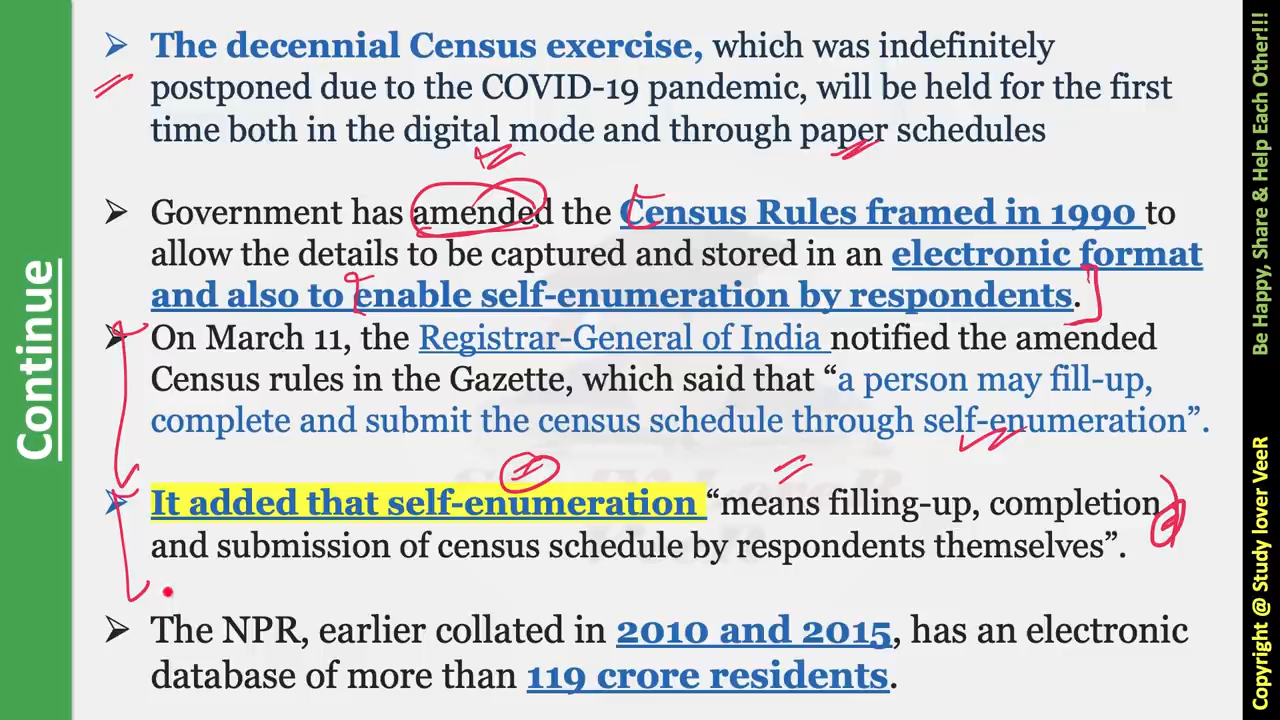 The decennial Census exercise, which was indefinitely
postponed due to the COVID-19 pandemic, will be held for the first
time both in the digital mode and through paper schedules
Government has amended the Census Rules framed in 1990 to
allow the details to be captured and stored in an electronic format
and also to enable self-enumeration by respondents.
On March 11, the Registrar-General of India notified the amended
Census rules in the Gazette, which said that “a person may fill-up,
complete and submit the census schedule through self-enumeration”.
It added that self-enumeration “means filling-up, completion
and submission of census schedule by respondents themselves”.
The NPR, earlier collated in 2010 and 2015, has an electronic
database of more than 119 crore residents.
Continue
Copyright @ Study lover VeeR
Be Happy, Share & Help Each Other!!!